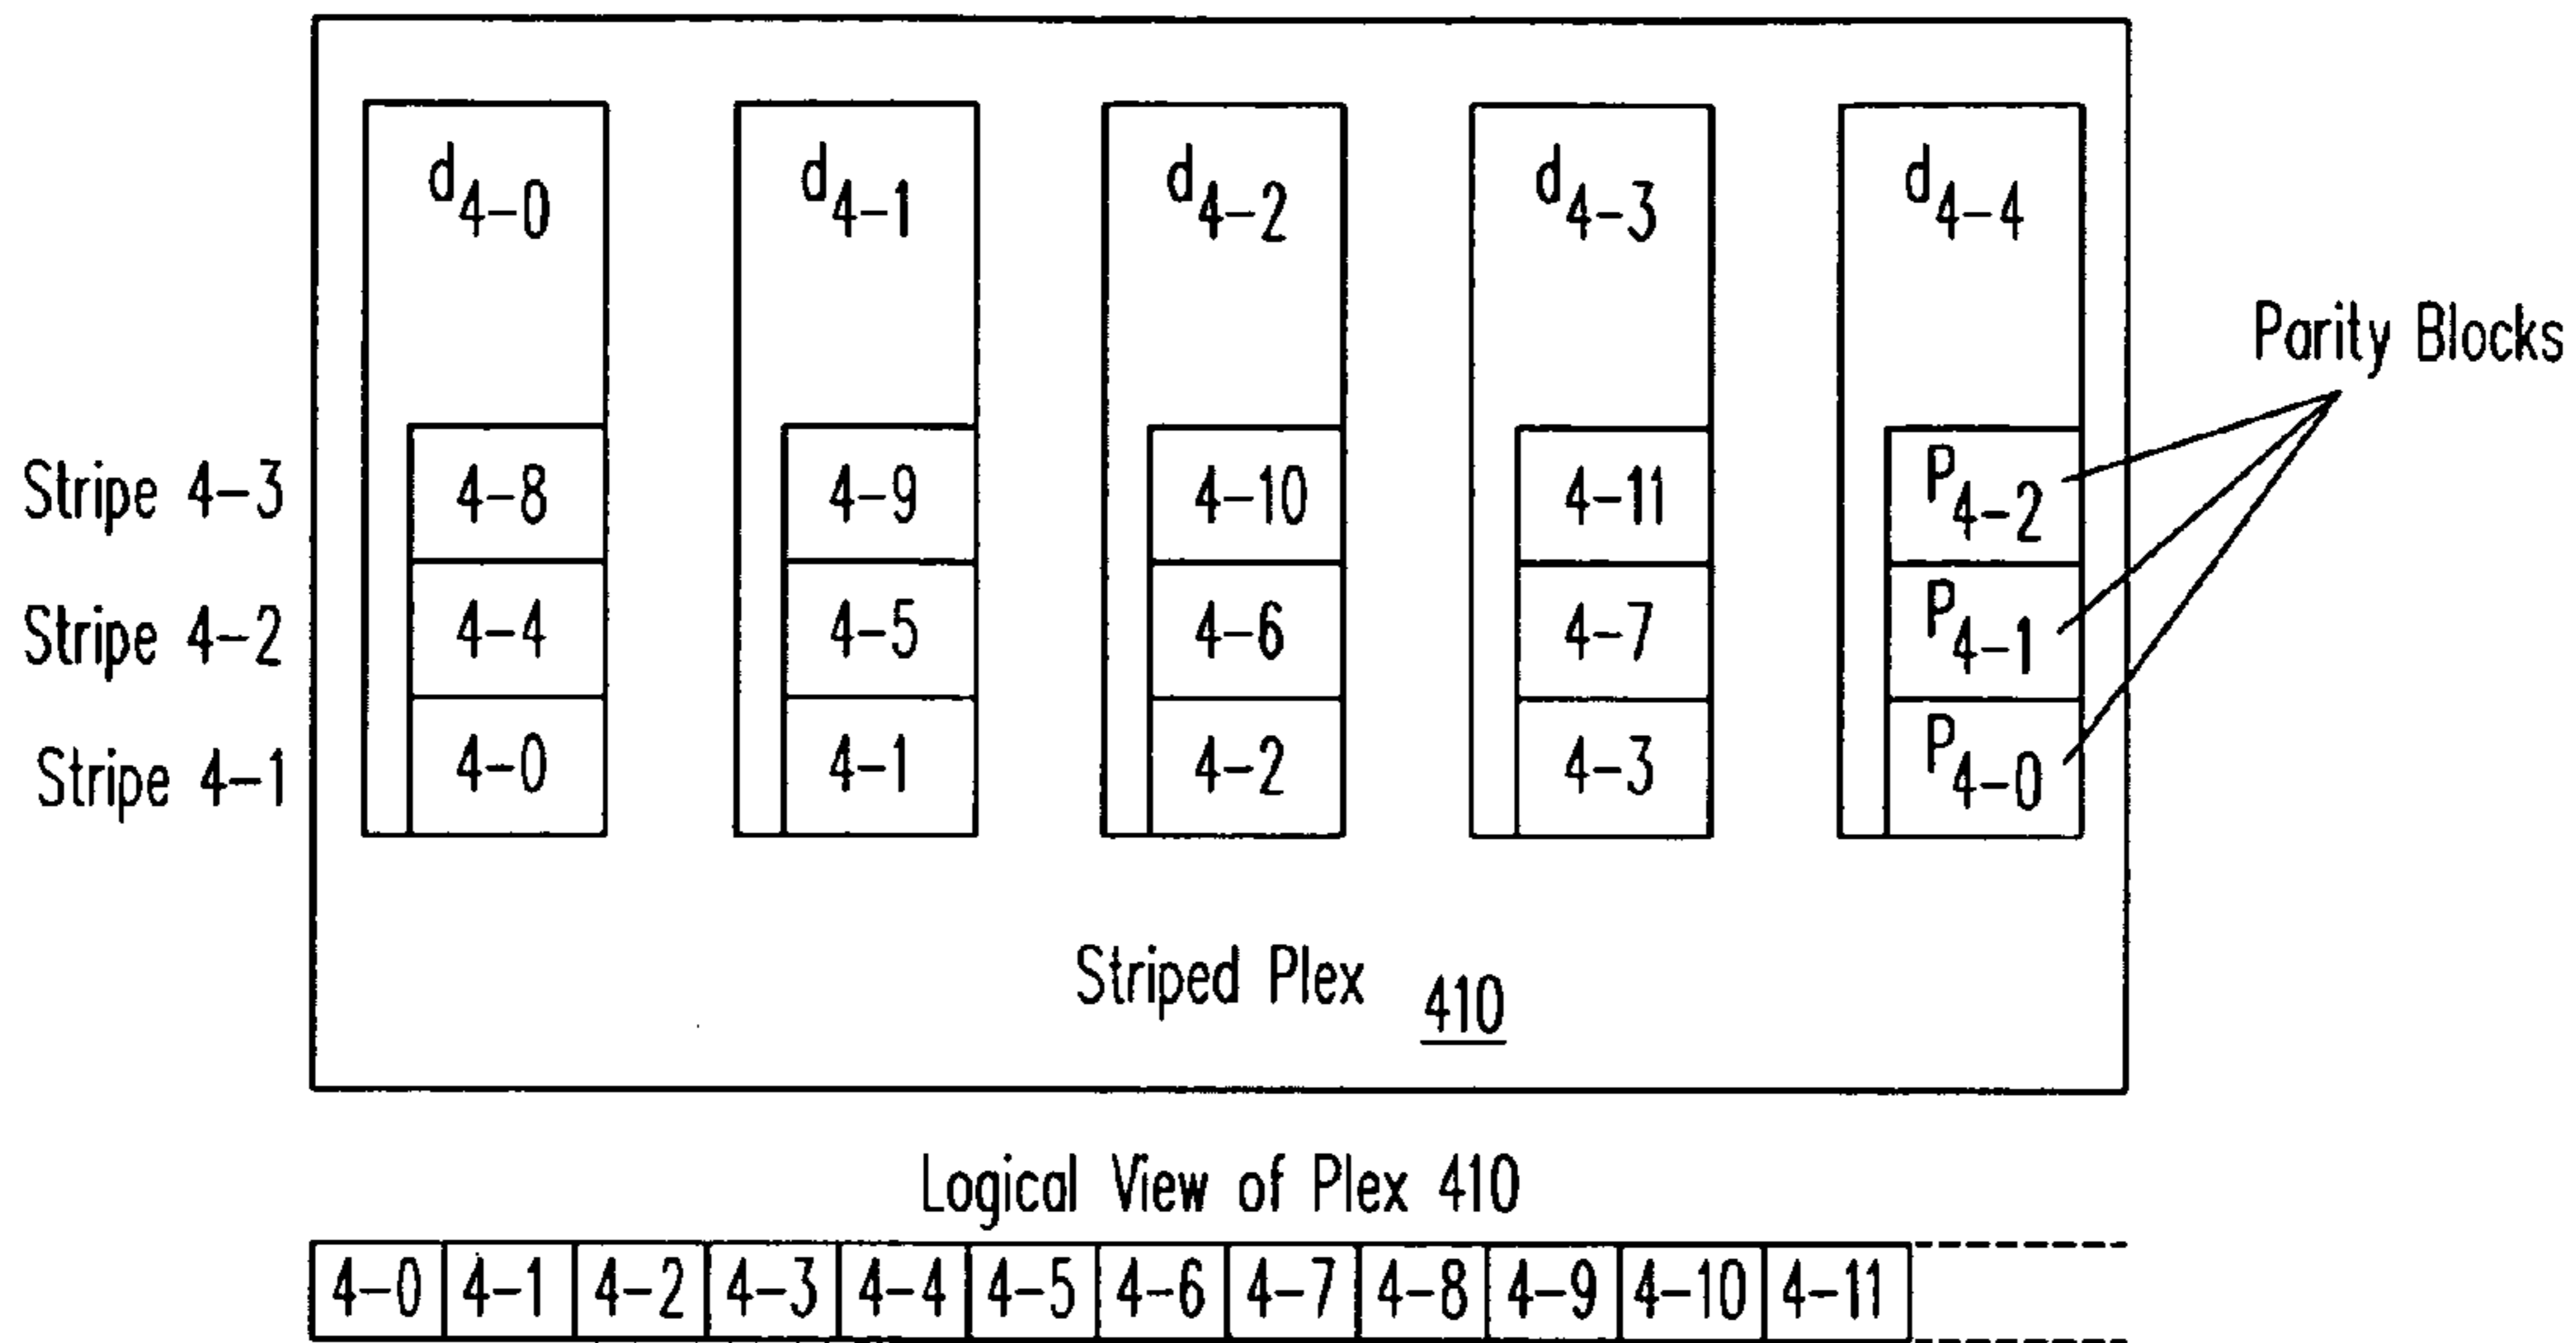 d4-0 d4-1 d4-2 d4-3 d4-4
Parity Blocks
Stripe 4-3 4-8 4-9 4-10 4-11 P4-2
Stripe 4-2 4-4 4-5 4-6 4-7 P4-1
Stripe 4-1 4-0 4-1 4-2 4-3 P4-0
Striped Plex 410
Logical View of Plex 410
4-0 4-1 4-2 4-3 4-4 4-5 4-6 4-7 4-8 4-9 4-10 4-11